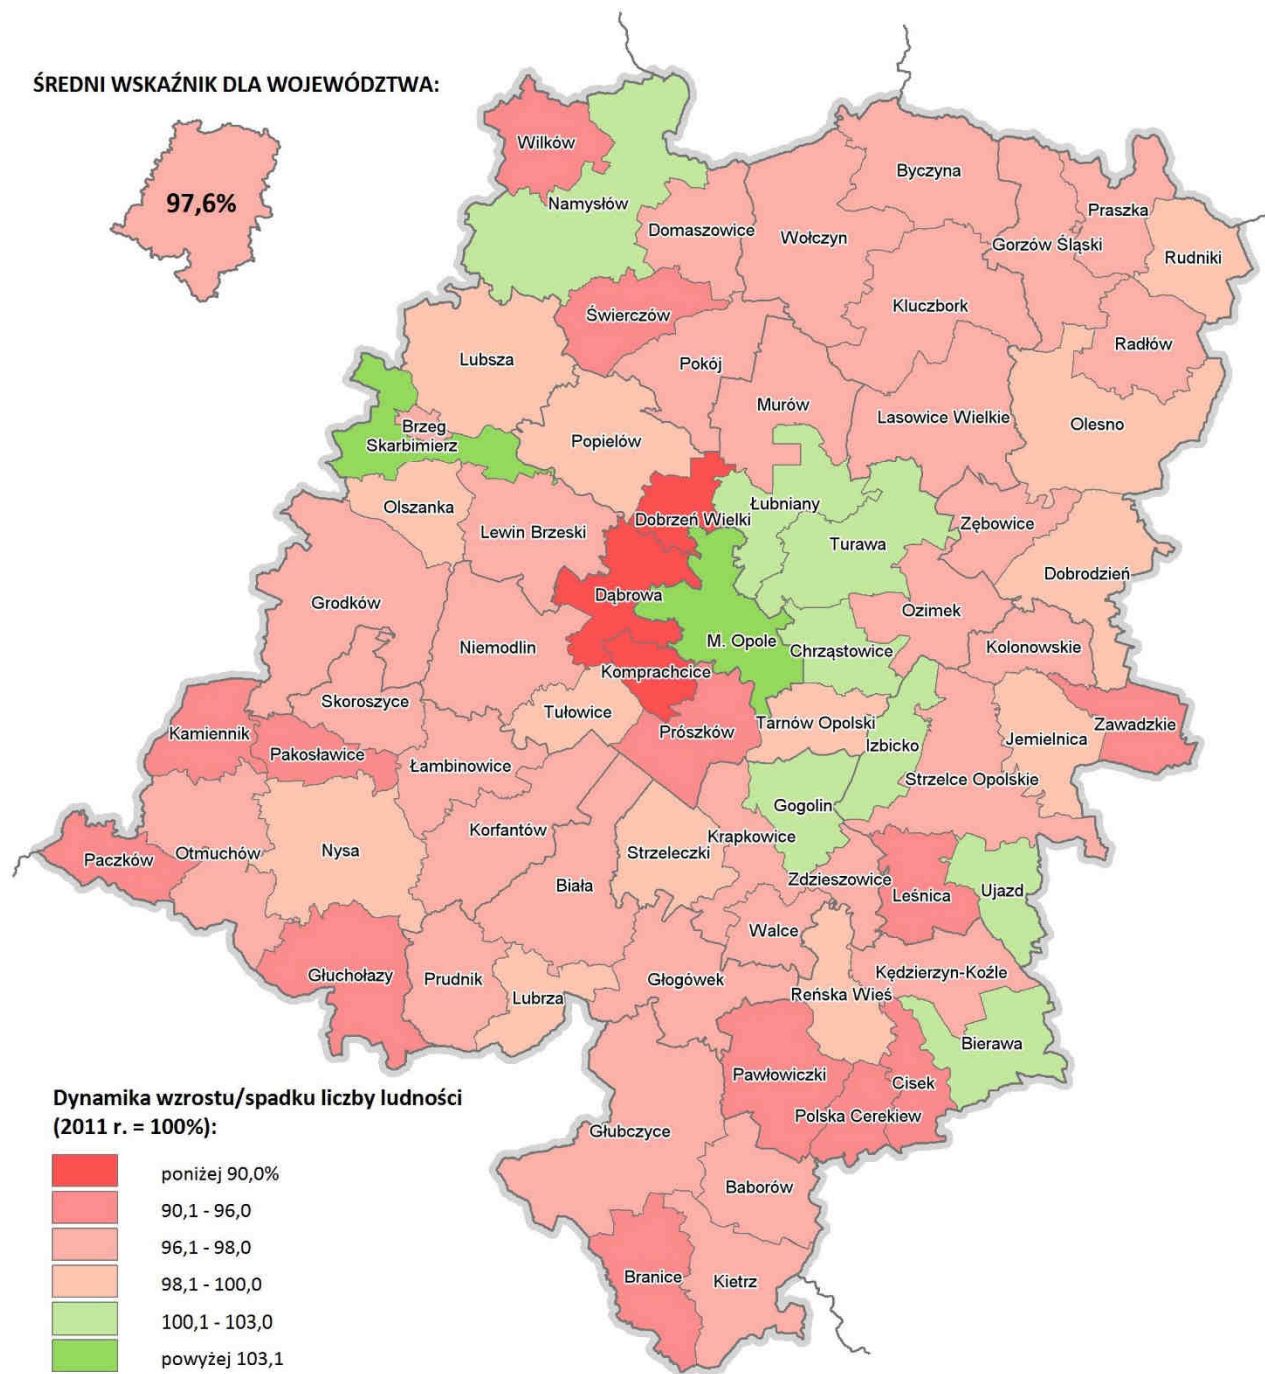 ŚREDNI WSKAŹNIK DLA WOJEWÓDZTWA:
97,6%
Wilków
Namysłów
Domaszowice
Wołczyn
Byczyna
Praszka
Gorzów Śląski
Rudniki
Kluczbork
Radłów
Świerczów
Lubsza
Pokój
Murów
Lasowice Wielkie
Olesno
Brzeg
Skarbimierz
Popielów
Olszanka
Lewin Brzeski
Dobrzeń Wielki
Łubniany
Turawa
Zębowice
Dobrodzień
Grodków
Dąbrowa
Ozimek
Niemodlin
M. Opole
Chrząstowice
Kolonowskie
Komprachcice
Skoroszyce
Tułowice
Tarnów Opolski
Zawadzkie
Kamiennik
Prószków
Izbicko
Jemielnica
Pakosławice
Łambinowice
Strzelce Opolskie
Gogolin
Korfantów
Krapkowice
Paczków
Otmuchów
Nysa
Strzeleczki
Biała
Zdzieszowice
Leśnica
Ujazd
Walce
Głuchołazy
Prudnik
Głogówek
Kędzierzyn-Koźle
Lubrza
Reńska Wieś
Bierawa
Pawłowiczki
Cisek
Polska Cerekiew
Głubczyce
Baborów
Branice
Kietrz
Dynamika wzrostu/spadku liczby ludności
(2011 r. = 100%):
poniżej 90,0%
90,1 - 96,0
96,1 - 98,0
98,1 - 100,0
100,1 - 103,0
powyżej 103,1